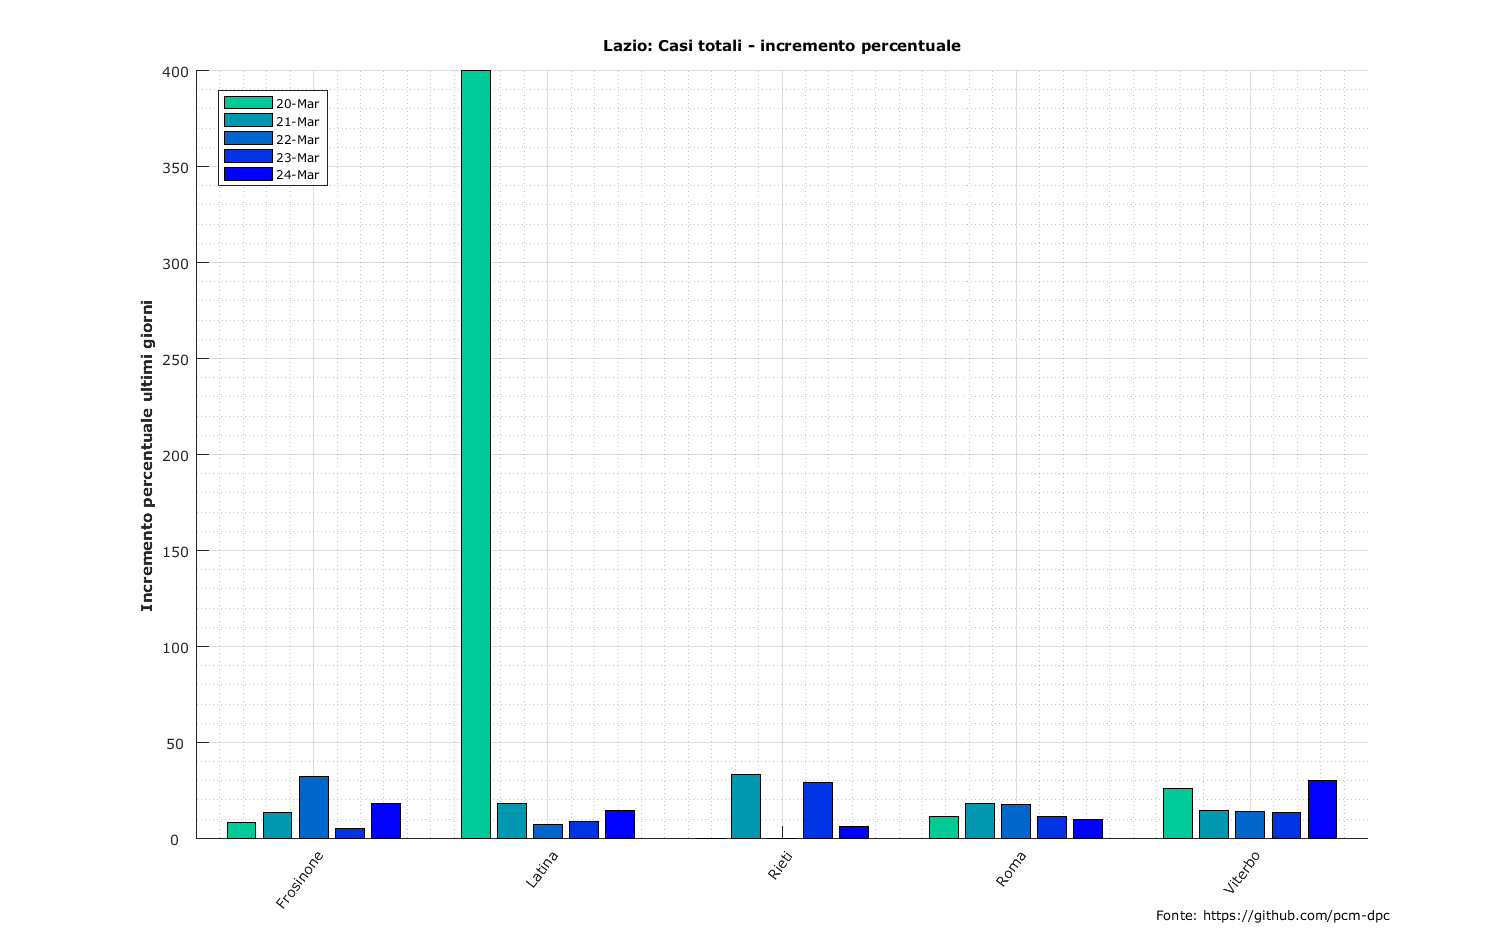 Lazio: Casi totali - incremento percentuale
400
350
300
250
200
150
100
50
0
20-Mar
21-Mar
22-Mar
23-Mar
24-Mar
Incremento percentuale ultimi giorni
Frosinone
Latina
Rieti
Roma
Viterbo
Fonte: https://github.com/pcm-dpc